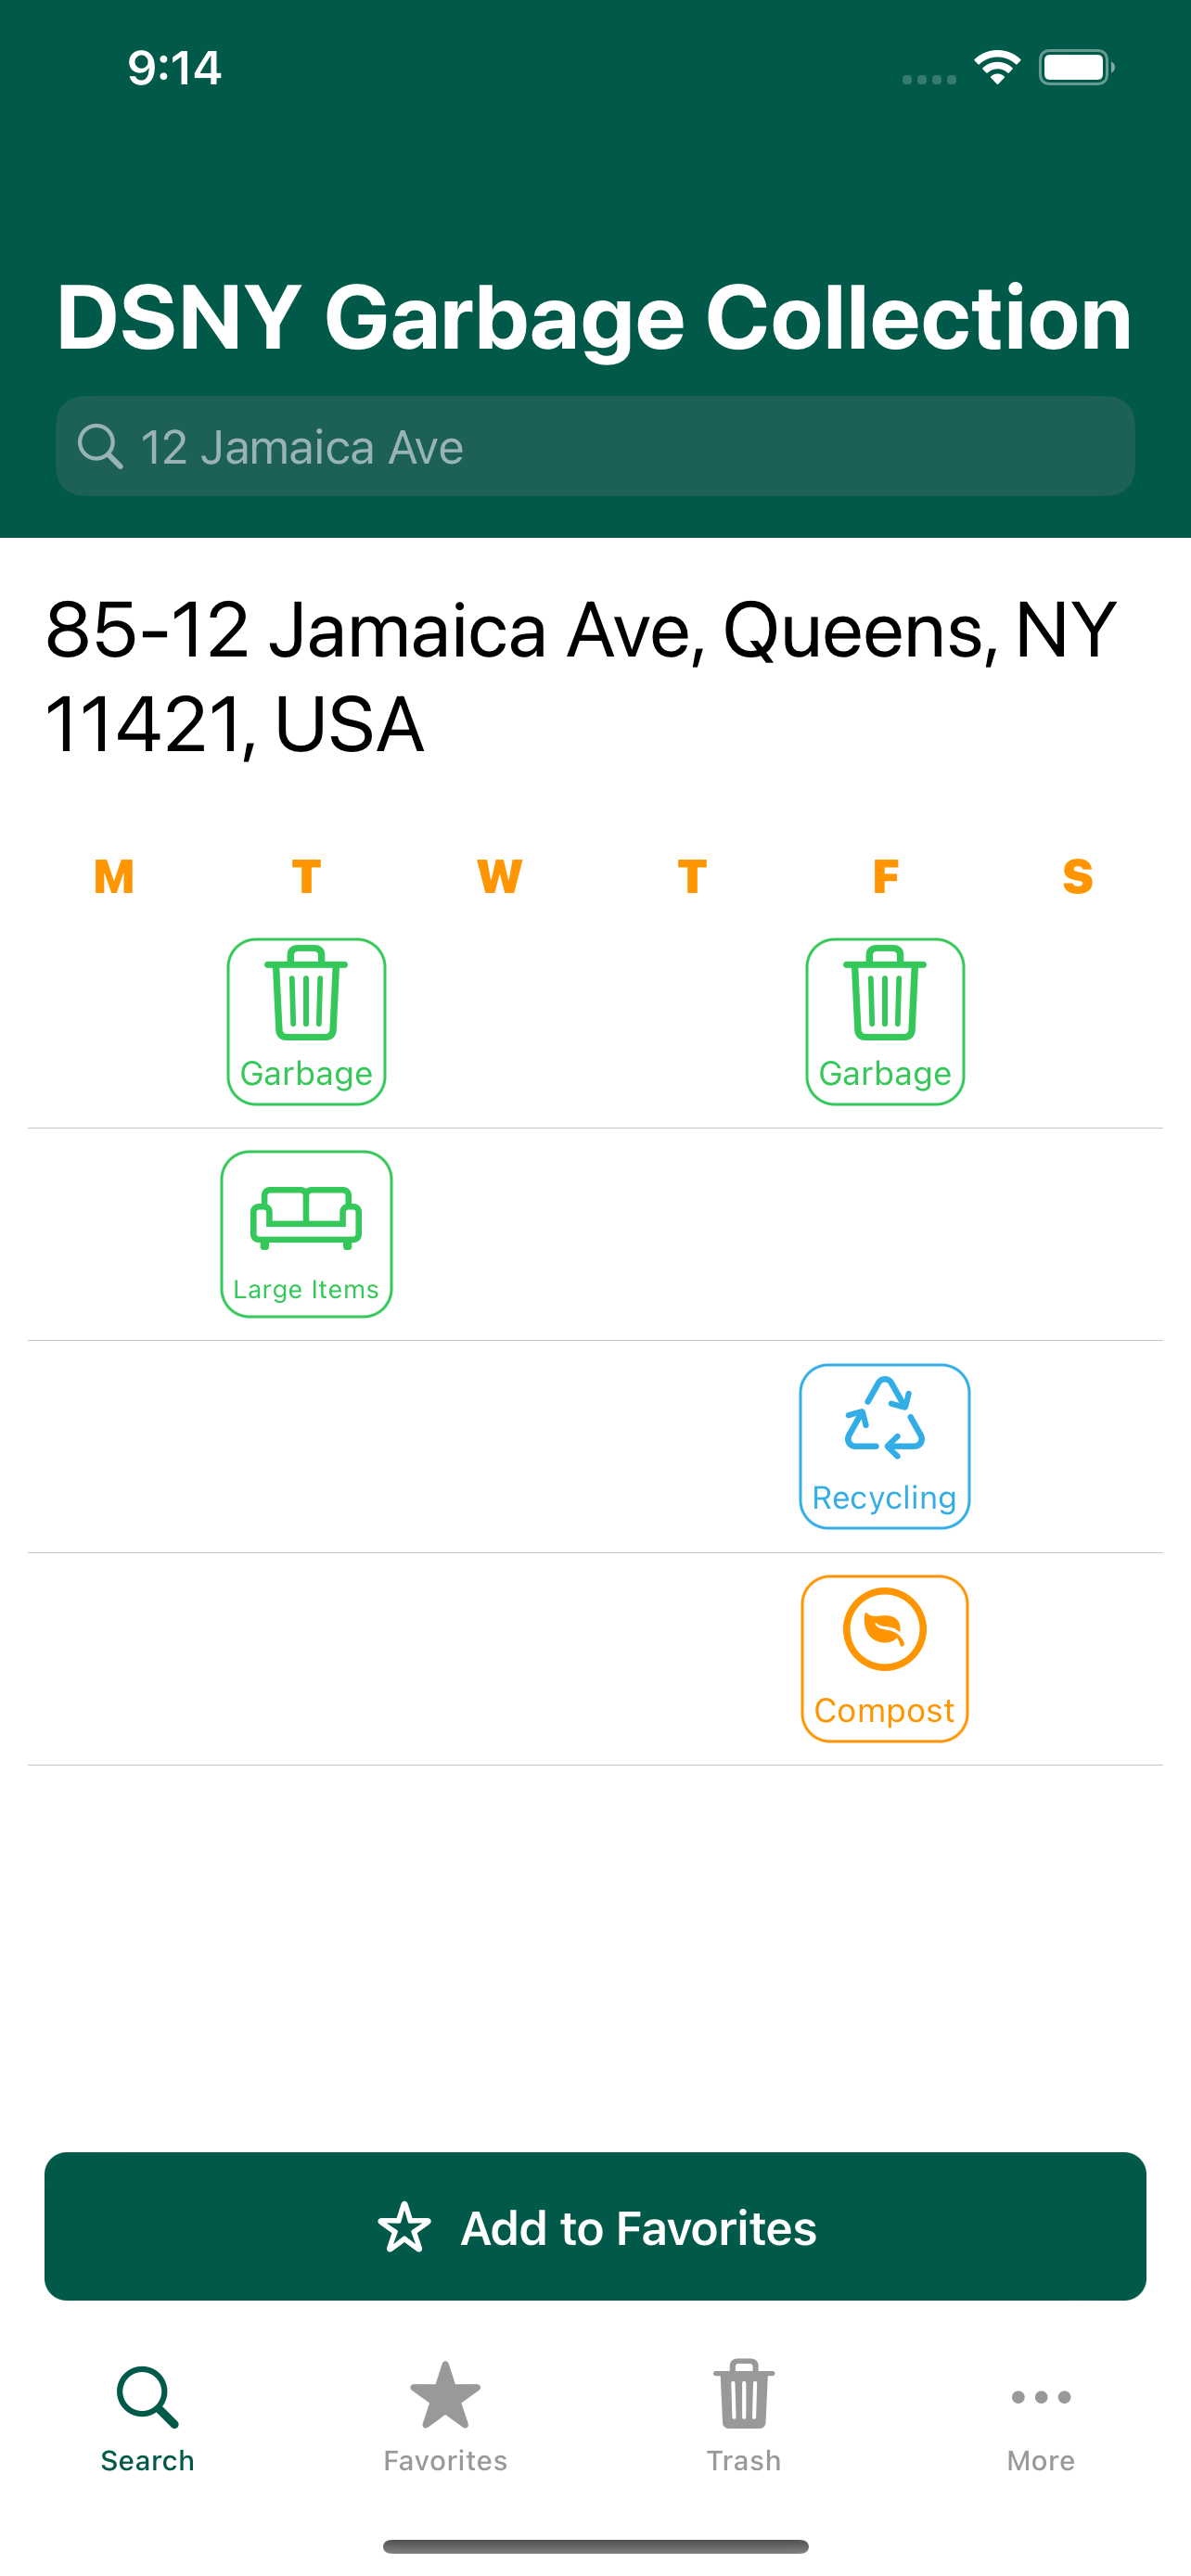 9:14
DSNY Garbage Collection
12 Jamaica Ave
85-12 Jamaica Ave, Queens, NY
11421, USA
M T W T F S
Garbage Garbage
Large Items
Recycling
Compost
Add to Favorites
Search Favorites Trash More